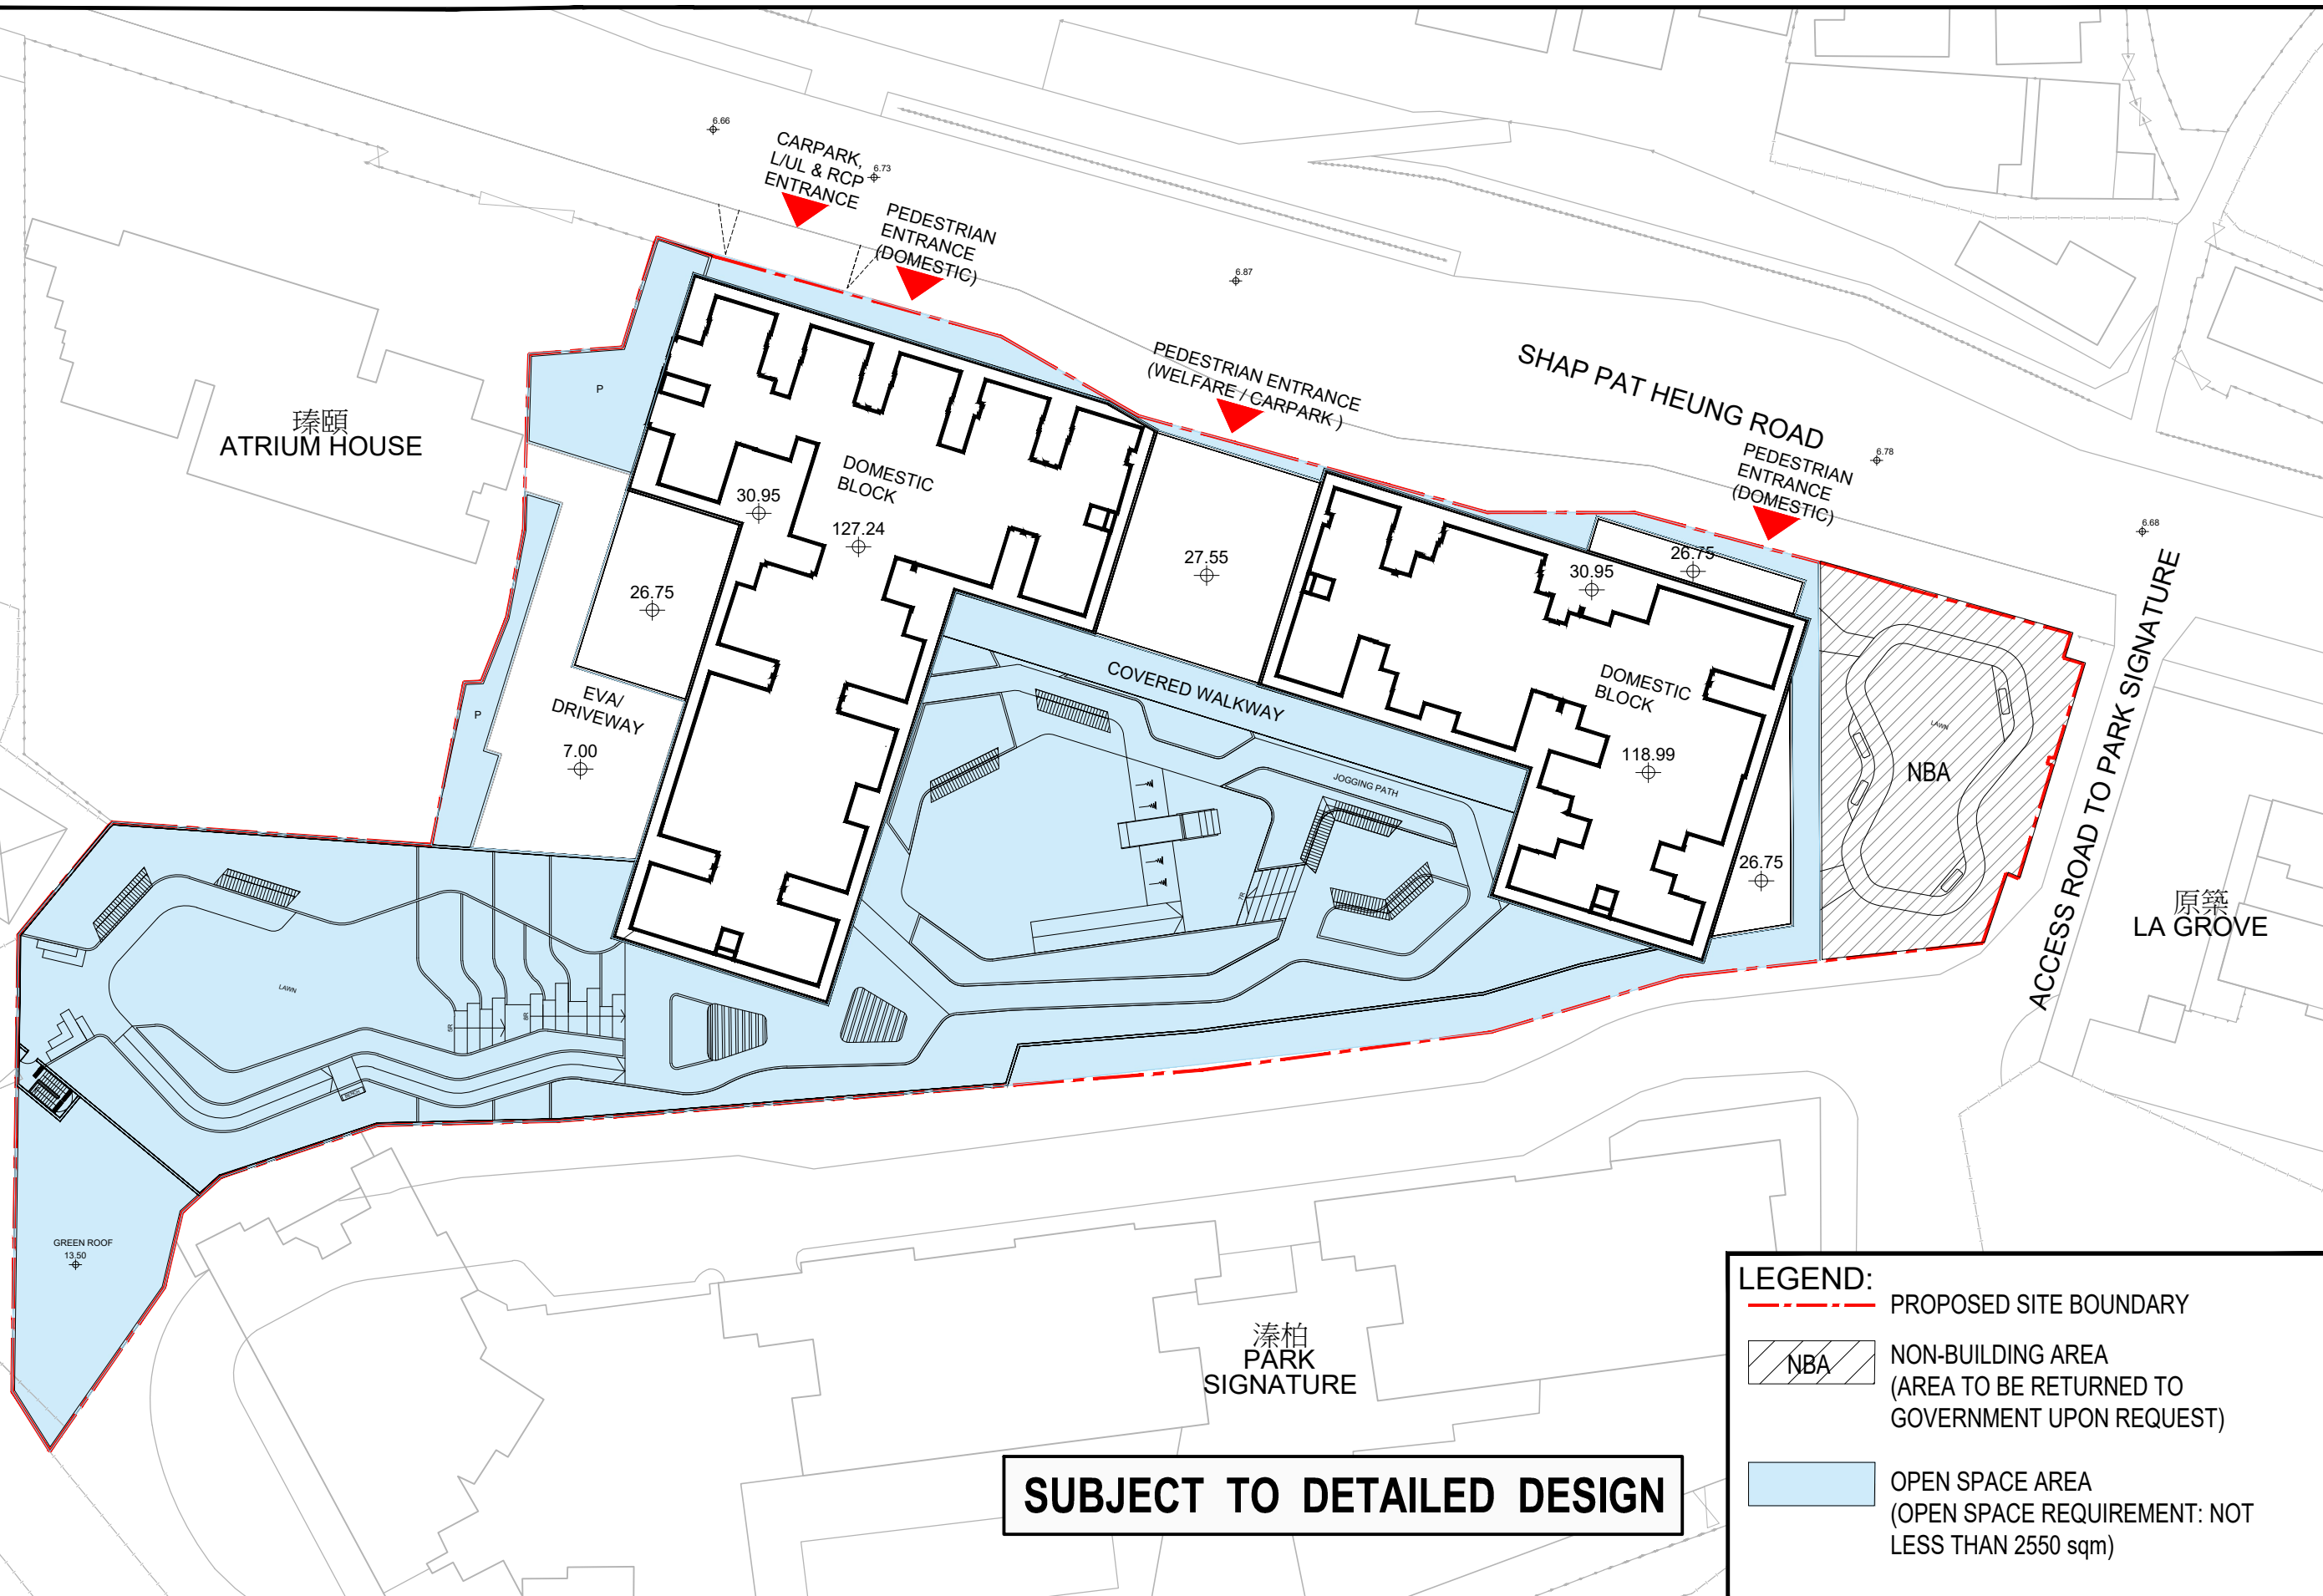 6.66
CARPARK,
L/UL & RCP
ENTRANCE
6.73
PEDESTRIAN
ENTRANCE
(DOMESTIC)
6.87
PEDESTRIAN ENTRANCE
(WELFARE / CARPARK )
SHAP PAT HEUNG ROAD
6.78
PEDESTRIAN
ENTRANCE
(DOMESTIC)
6.68
瑧頤
ATRIUM HOUSE
P
DOMESTIC
BLOCK
30.95
127.24
27.55
26.75
30.95
26.75
EVA/
DRIVEWAY
7.00
P
COVERED WALKWAY
JOGGING PATH
DOMESTIC
BLOCK
118.99
26.75
LAWN
NBA
ACCESS ROAD TO PARK SIGNATURE
原築
LA GROVE
7R
LAWN
5R
8R
GREEN ROOF
13.50
溱柏
PARK
SIGNATURE
SUBJECT TO DETAILED DESIGN
LEGEND:
PROPOSED SITE BOUNDARY
NBA
NON-BUILDING AREA
(AREA TO BE RETURNED TO
GOVERNMENT UPON REQUEST)
OPEN SPACE AREA
(OPEN SPACE REQUIREMENT: NOT
LESS THAN 2550 sqm)